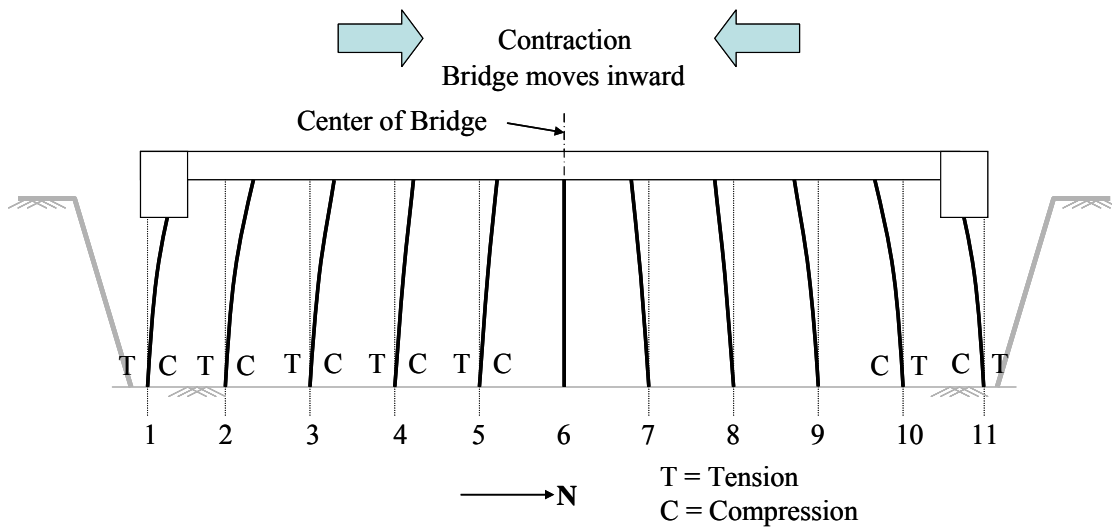 Contraction
Bridge moves inward
Center of Bridge
T C T C T C T C T C C T C T
1 2 3 4 5 6 7 8 9 10 11
N
T = Tension
C = Compression